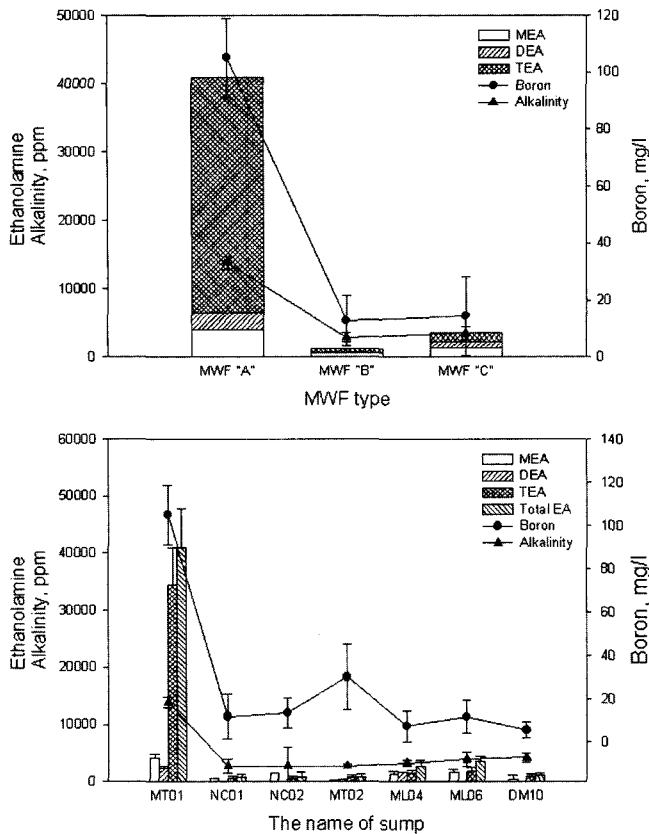 50000
40000
30000
20000
10000
0
Ethanolamine
Alkalinity, ppm
MEA
DEA
TEA
Boron
Alkalinity
120
100
80
60
40
20
0
Boron, mg/l
MWF "A"
MWF "B"
MWF "C"
MWF type
60000
50000
40000
30000
20000
10000
0
Ethanolamine
Alkalinity, ppm
MEA
DEA
TEA
Total EA
Boron
Alkalinity
140
120
100
80
60
40
20
0
Boron, mg/l
MT01
NC01
NC02
MT02
ML04
ML06
DM10
The name of sump